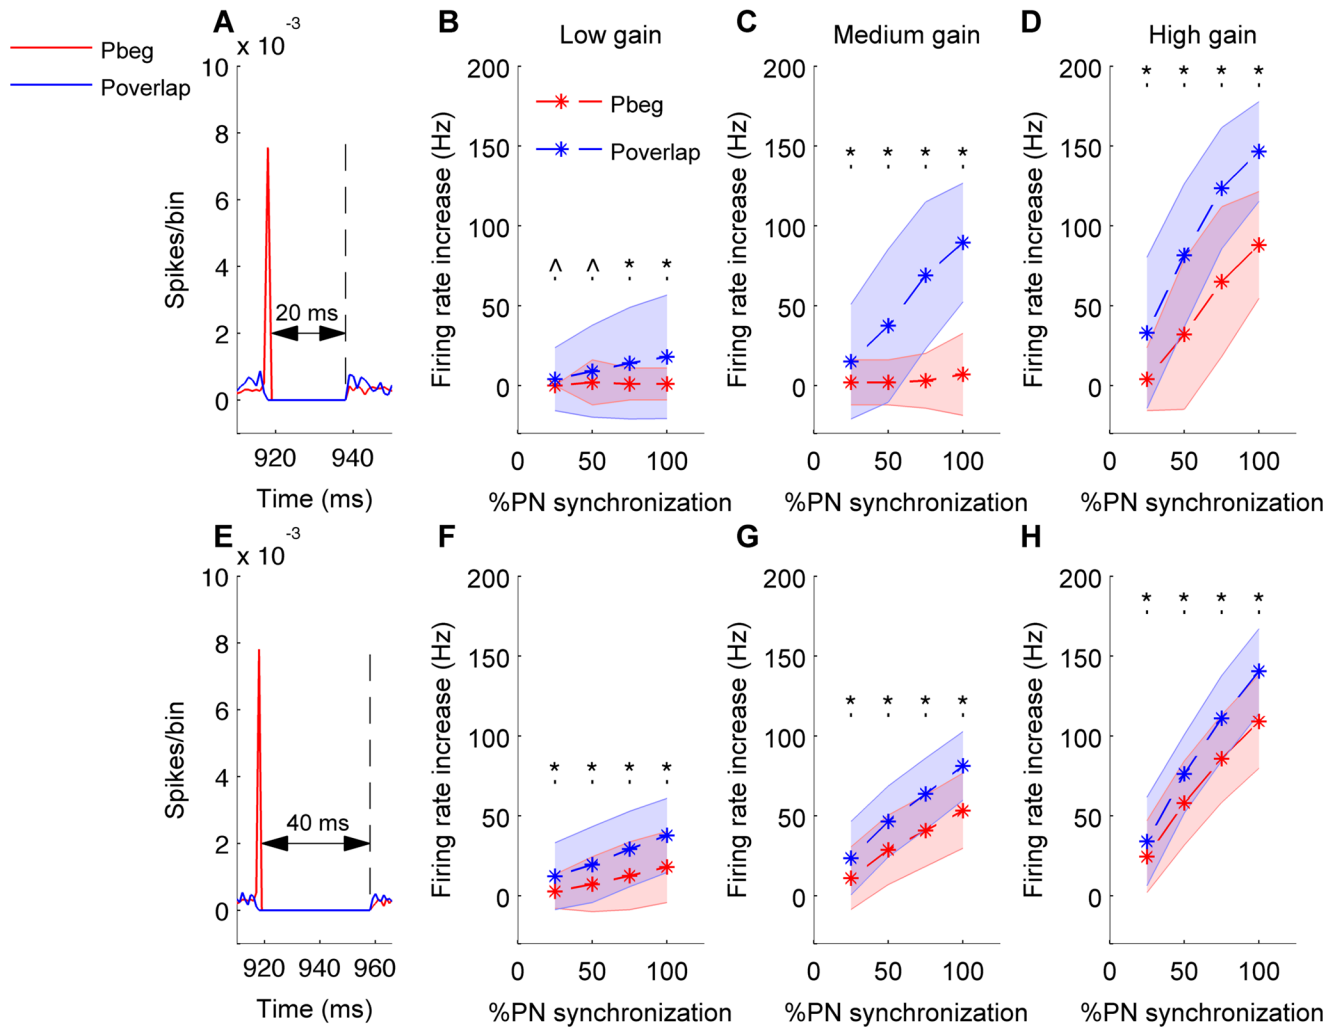 Pbeg
Poverlap
A
x 10 -3
10
8
6
4
2
0
Spikes/bin
20 ms
920 940
Time (ms)
B
Low gain
200
150
100
50
0
Firing rate increase (Hz)
Pbeg
Poverlap
^ ^ * *
0 50 100
%PN synchronization
C
Medium gain
200
150
100
50
0
Firing rate increase (Hz)
* * * *
0 50 100
%PN synchronization
D
High gain
200
150
100
50
0
Firing rate increase (Hz)
* * * *
0 50 100
%PN synchronization
E
x 10 -3
10
8
6
4
2
0
Spikes/bin
40 ms
920 940 960
Time (ms)
F
200
150
100
50
0
Firing rate increase (Hz)
* * * *
0 50 100
%PN synchronization
G
200
150
100
50
0
Firing rate increase (Hz)
* * * *
0 50 100
%PN synchronization
H
200
150
100
50
0
Firing rate increase (Hz)
* * * *
0 50 100
%PN synchronization